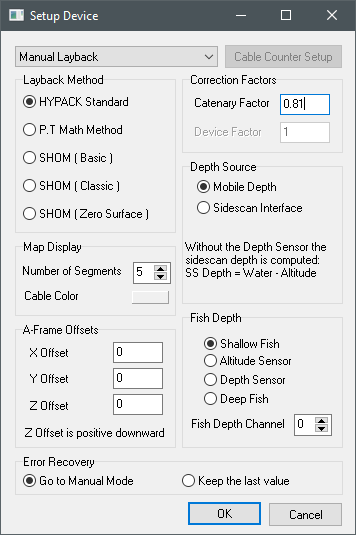 Setup Device
Manual Layback
Cable Counter Setup
Layback Method
HYPACK Standard
P.T Math Method
SHOM ( Basic )
SHOM ( Classic )
SHOM ( Zero Surface )
Correction Factors
Catenary Factor 0.81
Device Factor 1
Depth Source
Mobile Depth
Sidescan Interface
Map Display
Number of Segments 5
Cable Color
Without the Depth Sensor the
sidescan depth is computed:
SS Depth = Water - Altitude
A-Frame Offsets
X Offset 0
Y Offset 0
Z Offset 0
Z Offset is positive downward
Fish Depth
Shallow Fish
Altitude Sensor
Depth Sensor
Deep Fish
Fish Depth Channel 0
Error Recovery
Go to Manual Mode
Keep the last value
OK
Cancel